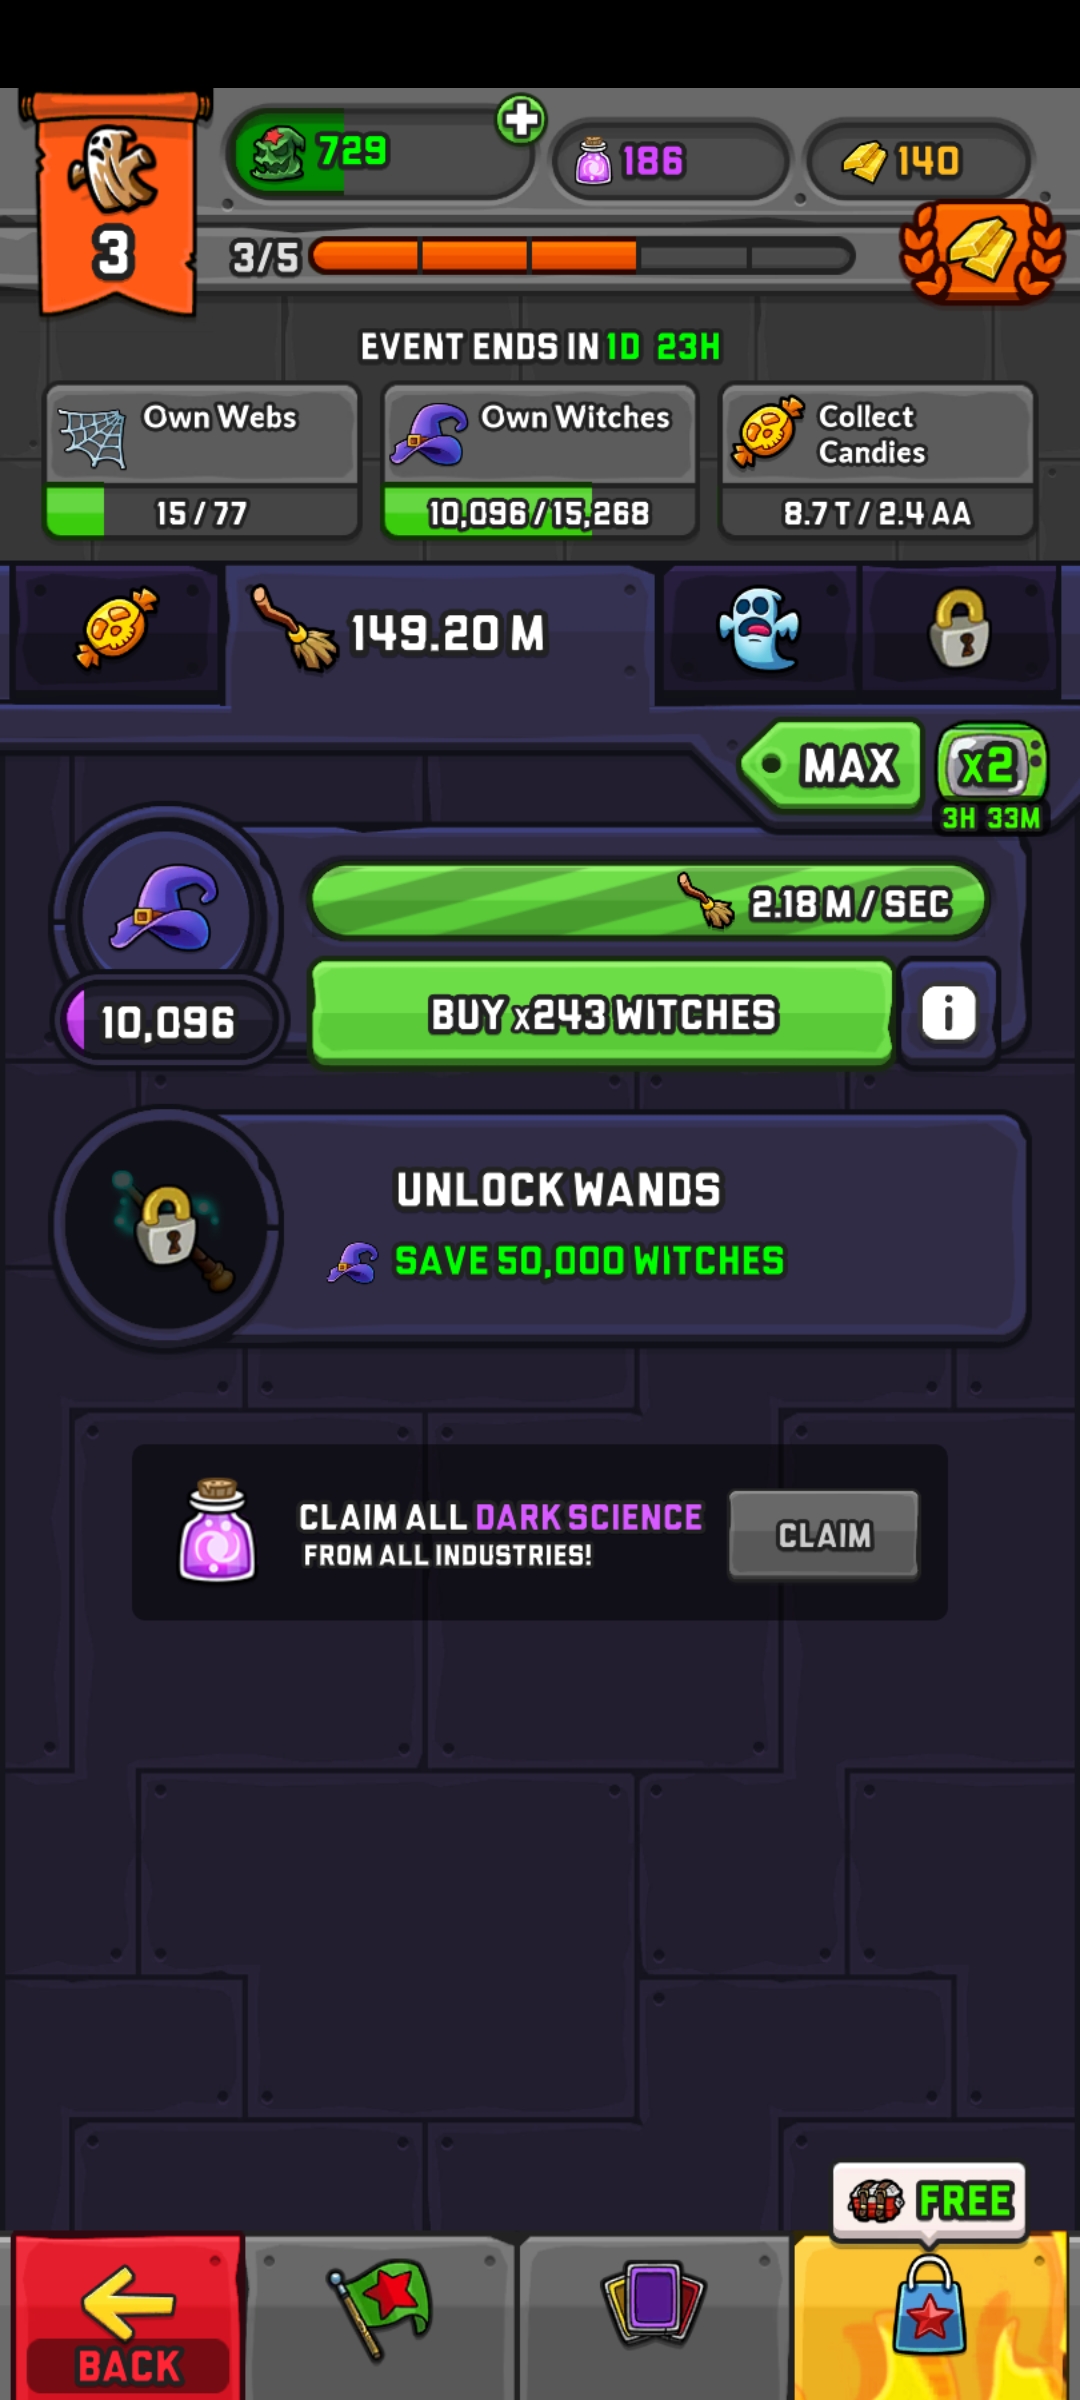 729
186
140
3
3/5
EVENT ENDS IN 1D 23H
Own Webs
15/77
Own Witches
10,096/15,268
Collect
Candies
8.7 T / 2.4 AA
149.20 M
MAX
x2
3H 33M
2.18 M / SEC
10,096
BUY x243 WITCHES
i
UNLOCK WANDS
SAVE 50,000 WITCHES
CLAIM ALL DARK SCIENCE
FROM ALL INDUSTRIES!
CLAIM
FREE
BACK